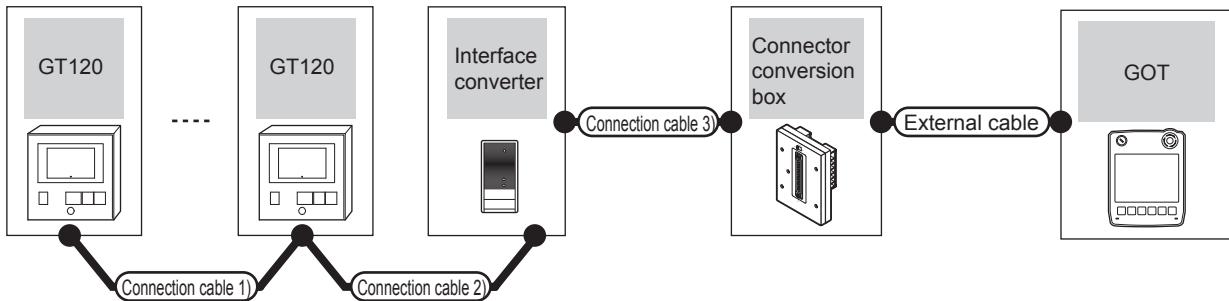 GT120
GT120
Interface
converter
Connector
conversion
box
GOT
Connection cable 3)
External cable
Connection cable 1)
Connection cable 2)